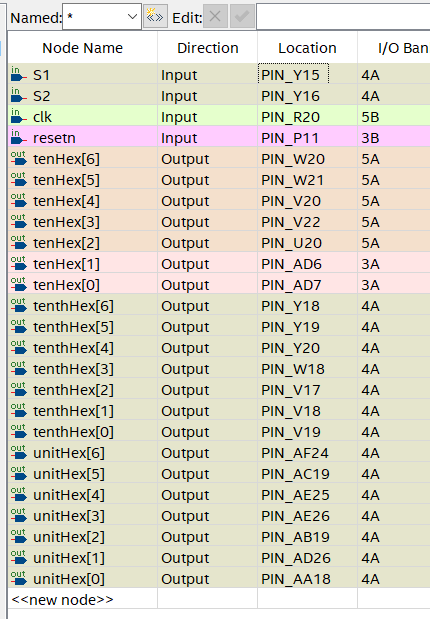 Named: * Edit:
Node Name Direction Location I/O Ban
in S1 Input PIN_Y15 4A
in S2 Input PIN_Y16 4A
in clk Input PIN_R20 5B
in resetn Input PIN_P11 3B
out tenHex[6] Output PIN_W20 5A
out tenHex[5] Output PIN_W21 5A
out tenHex[4] Output PIN_V20 5A
out tenHex[3] Output PIN_V22 5A
out tenHex[2] Output PIN_U20 5A
out tenHex[1] Output PIN_AD6 3A
out tenHex[0] Output PIN_AD7 3A
out tenthHex[6] Output PIN_Y18 4A
out tenthHex[5] Output PIN_Y19 4A
out tenthHex[4] Output PIN_Y20 4A
out tenthHex[3] Output PIN_W18 4A
out tenthHex[2] Output PIN_V17 4A
out tenthHex[1] Output PIN_V18 4A
out tenthHex[0] Output PIN_V19 4A
out unitHex[6] Output PIN_AF24 4A
out unitHex[5] Output PIN_AC19 4A
out unitHex[4] Output PIN_AE25 4A
out unitHex[3] Output PIN_AE26 4A
out unitHex[2] Output PIN_AB19 4A
out unitHex[1] Output PIN_AD26 4A
out unitHex[0] Output PIN_AA18 4A
<<new node>>